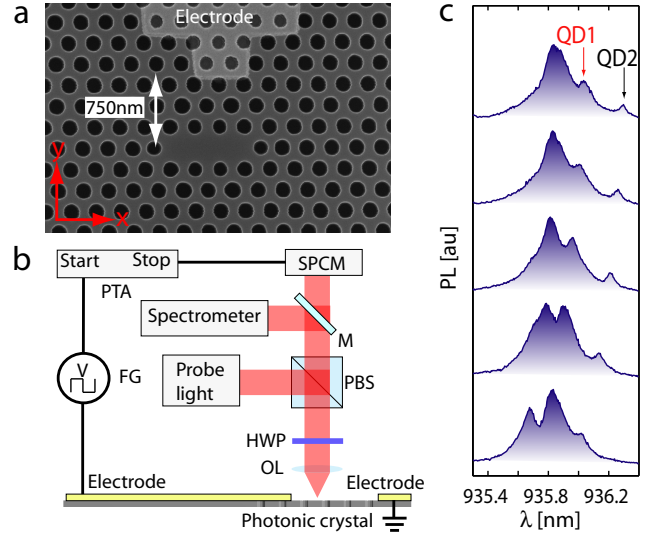 a
Electrode
750nm
y
x
b
Start Stop
PTA
SPCM
Spectrometer
M
V
FG
Probe
light
PBS
HWP
OL
Electrode
Electrode
Photonic crystal
c
QD1
QD2
PL [au]
935.4 935.8 936.2
λ [nm]